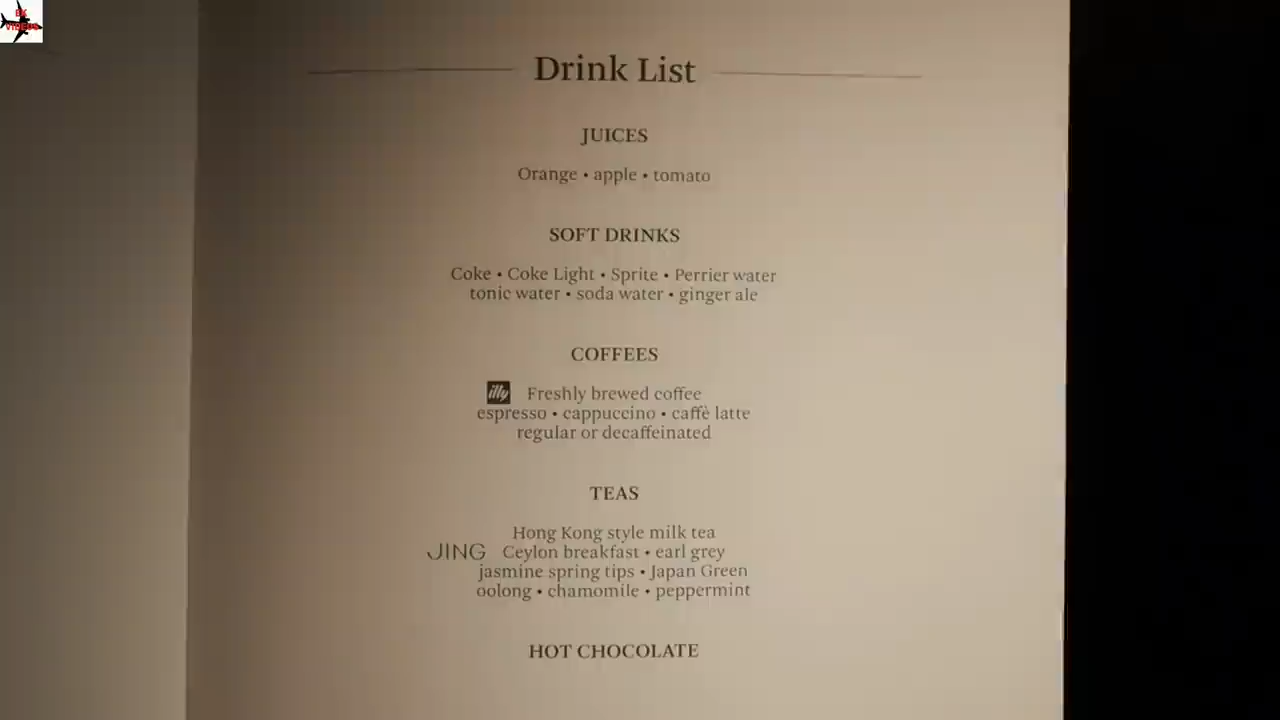 BK
VIDEOS
Drink List
JUICES
Orange • apple • tomato
SOFT DRINKS
Coke • Coke Light • Sprite • Perrier water
tonic water • soda water • ginger ale
COFFEES
illy Freshly brewed coffee
espresso • cappuccino • caffè latte
regular or decaffeinated
TEAS
Hong Kong style milk tea
JING Ceylon breakfast • earl grey
jasmine spring tips • Japan Green
oolong • chamomile • peppermint
HOT CHOCOLATE